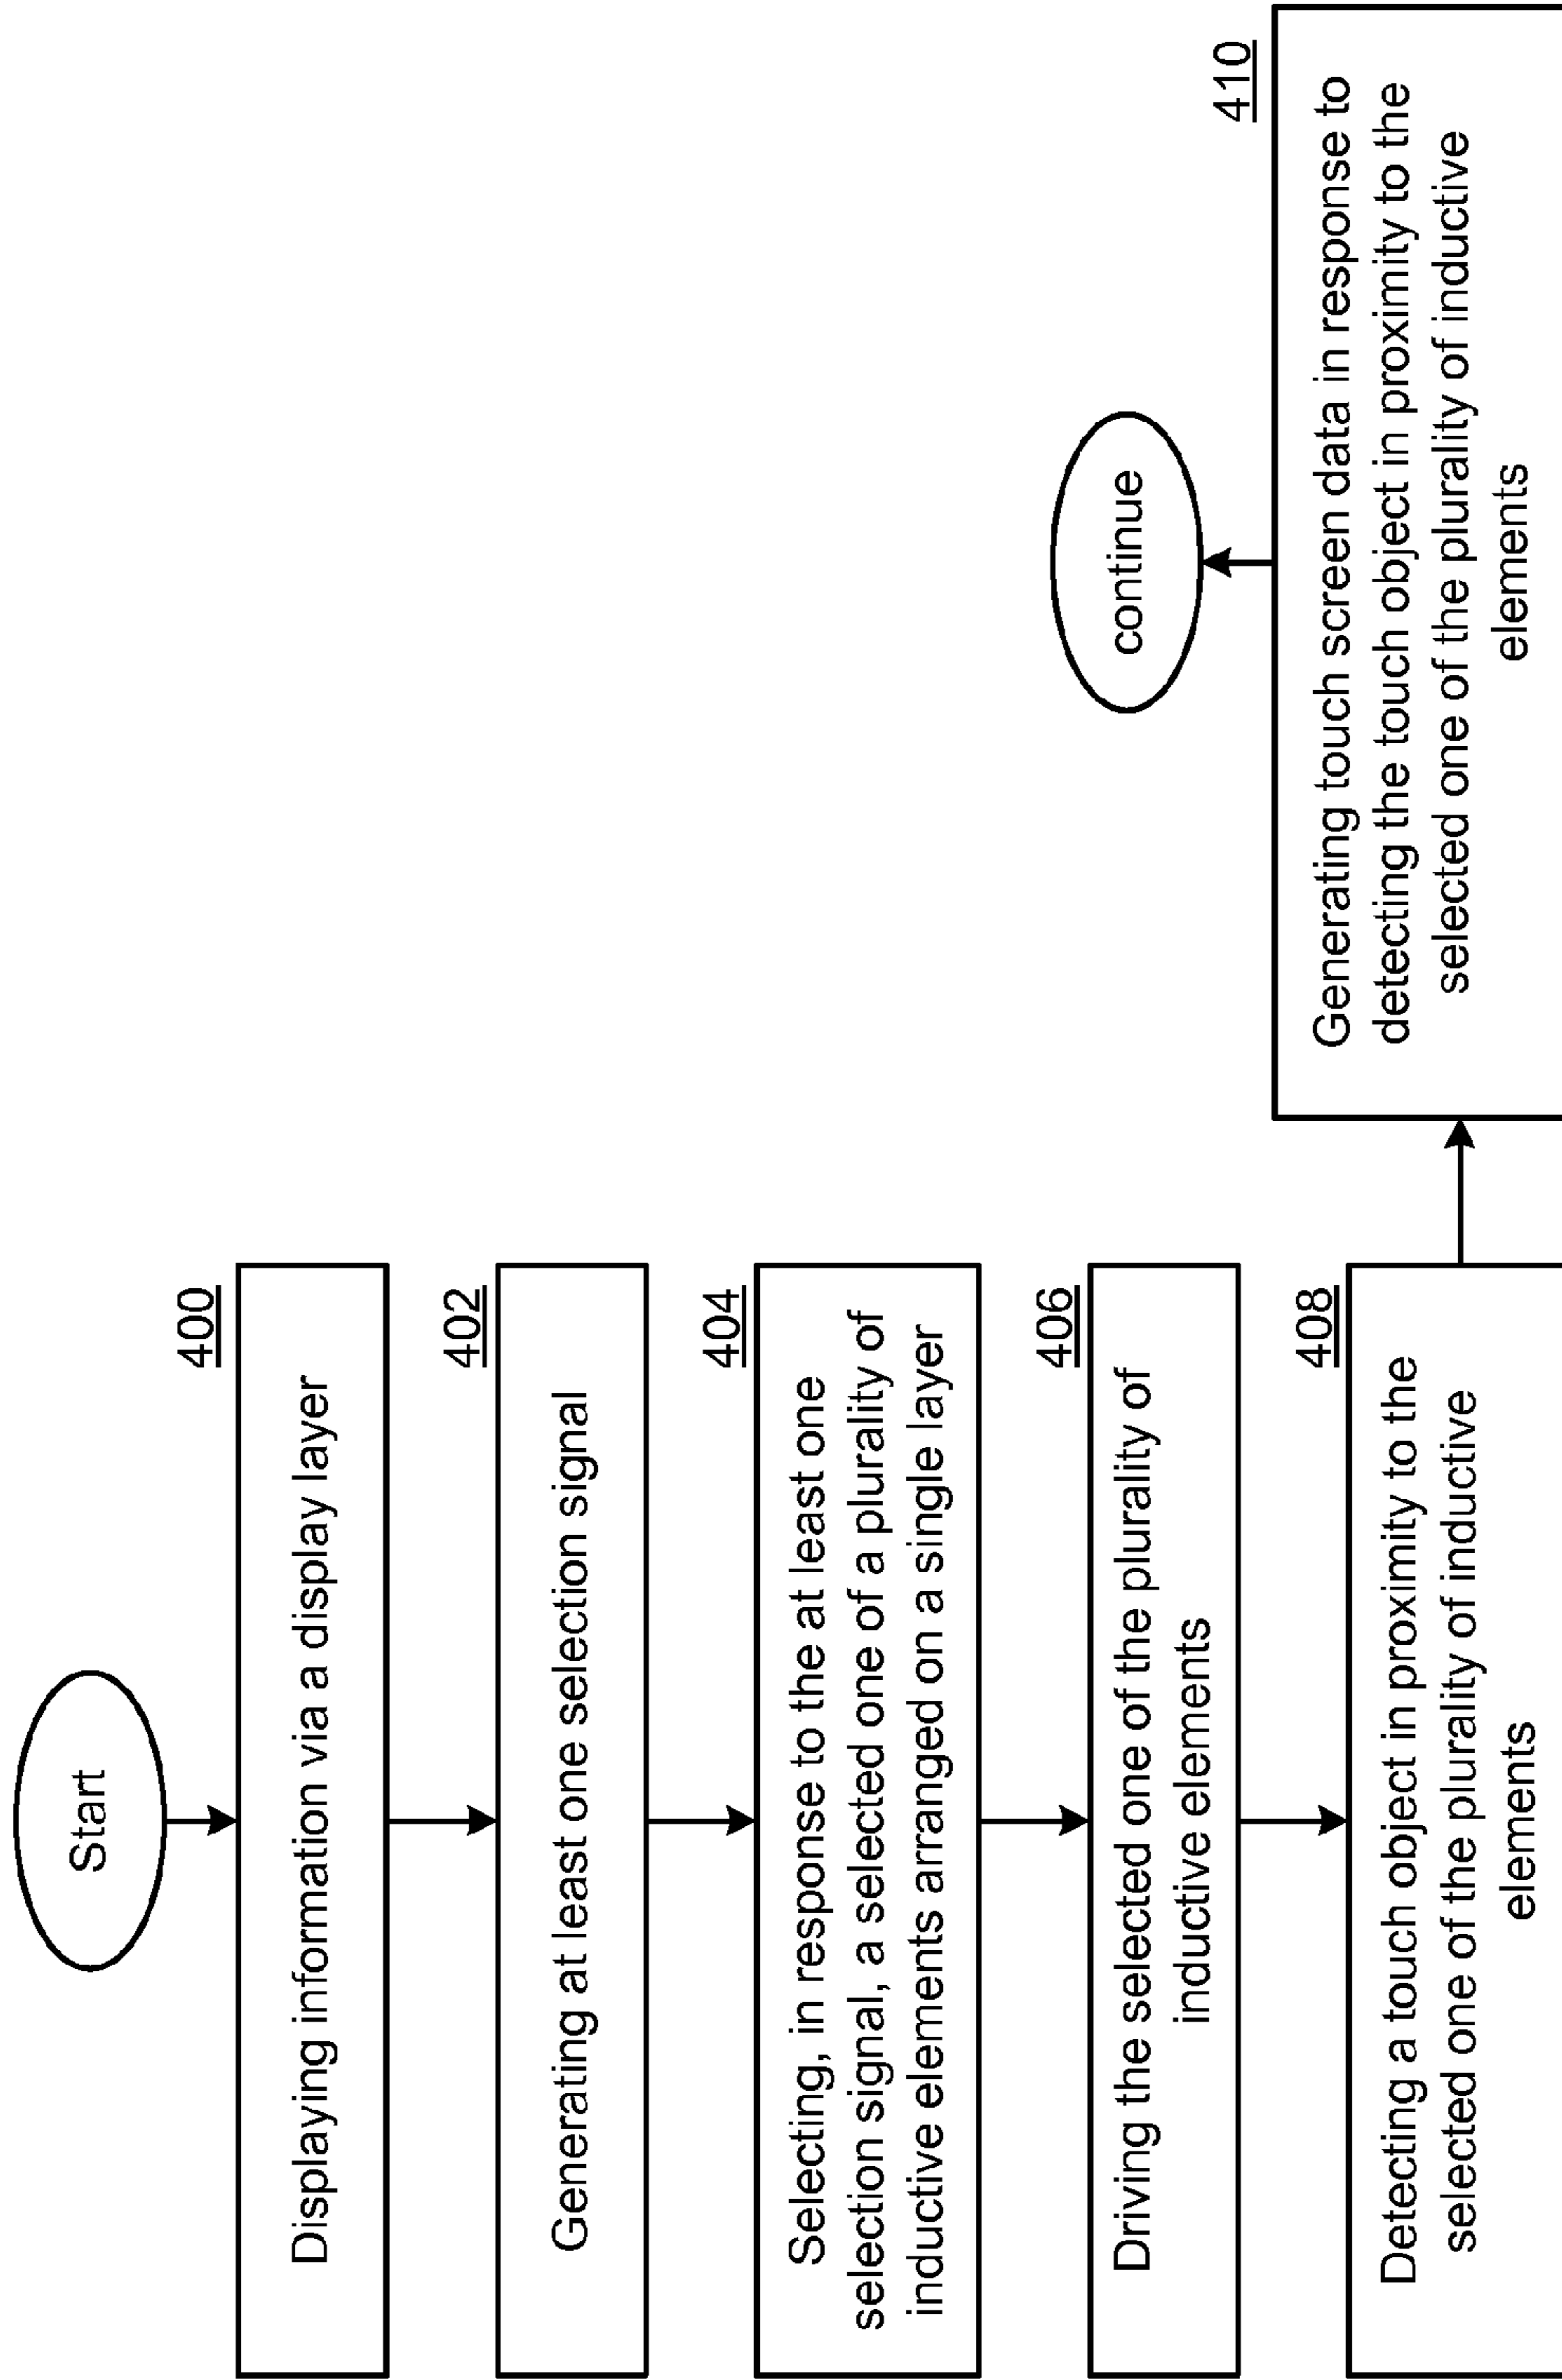 Start
400
Displaying information via a display layer
402
Generating at least one selection signal
404
Selecting, in response to the at least one
selection signal, a selected one of a plurality of
inductive elements arranged on a single layer
406
Driving the selected one of the plurality of
inductive elements
408
Detecting a touch object in proximity to the
selected one of the plurality of inductive
elements
410
Generating touch screen data in response to
detecting the touch object in proximity to the
selected one of the plurality of inductive
elements
continue